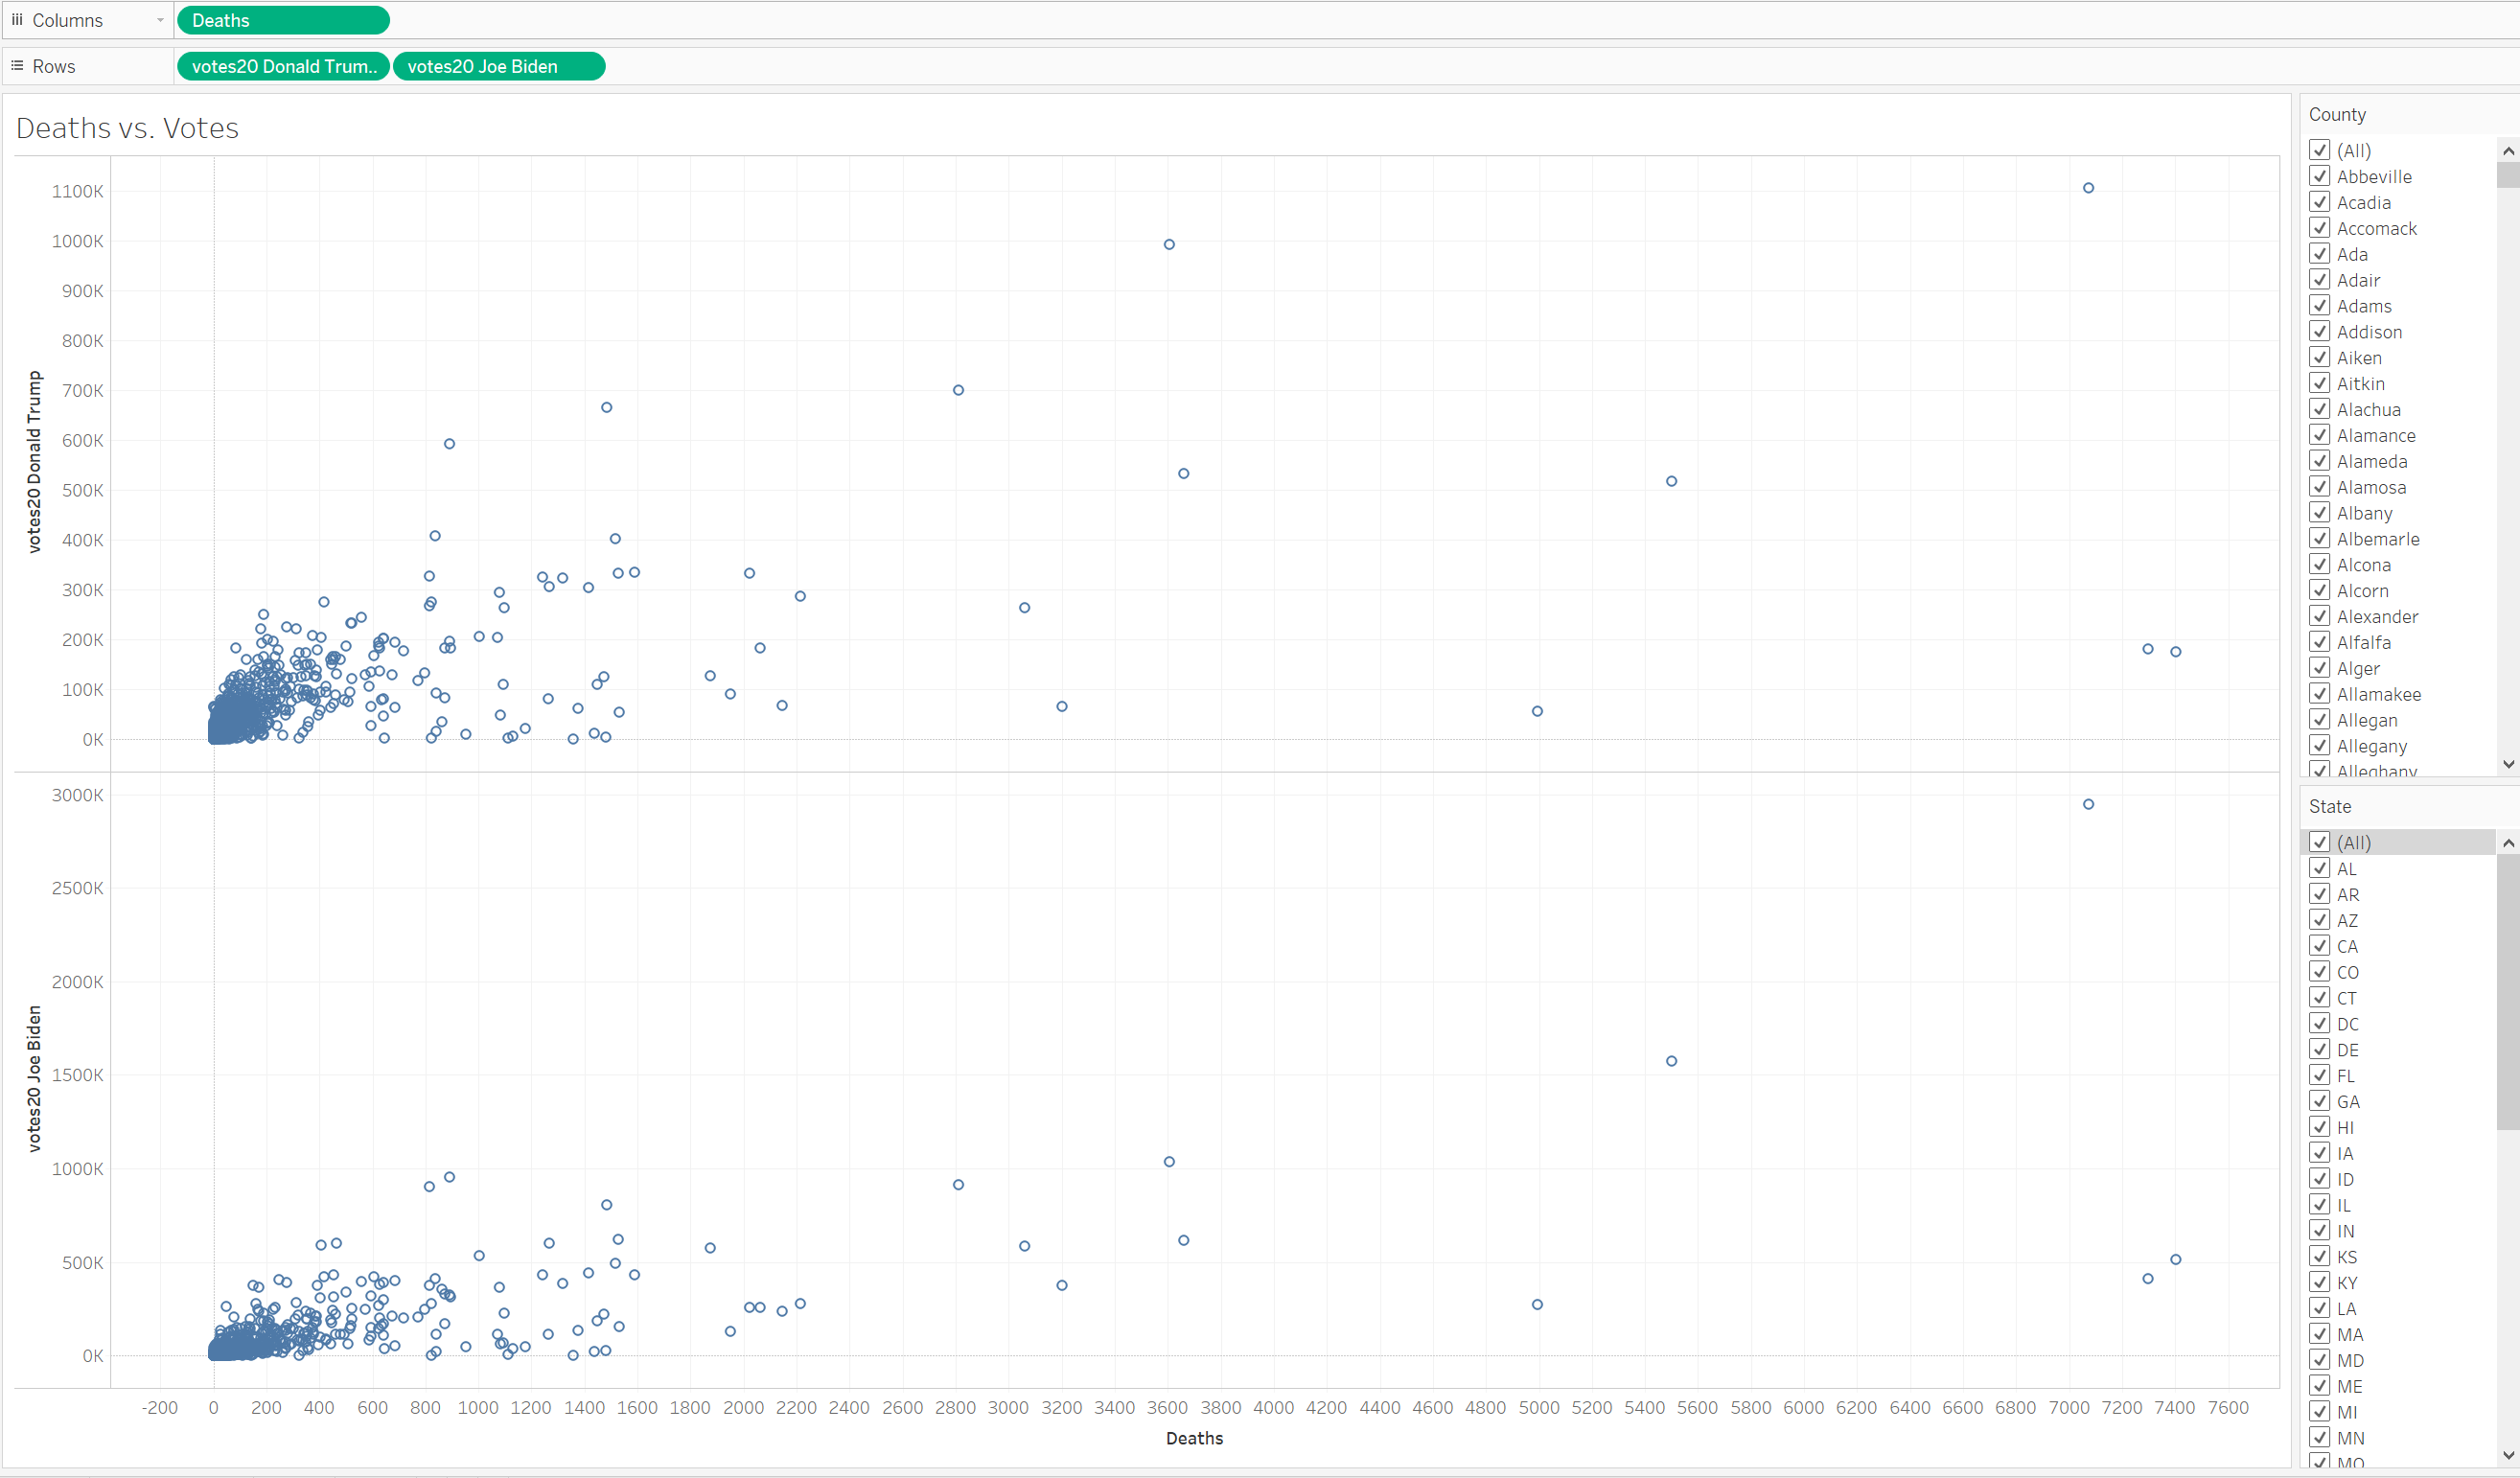 Columns Deaths
Rows votes20 Donald Trum.. votes20 Joe Biden
Deaths vs. Votes
votes20 Donald Trump
1100K
1000K
900K
800K
700K
600K
500K
400K
300K
200K
100K
0K
votes20 Joe Biden
3000K
2500K
2000K
1500K
1000K
500K
0K
-200 0 200 400 600 800 1000 1200 1400 1600 1800 2000 2200 2400 2600 2800 3000 3200 3400 3600 3800 4000 4200 4400 4600 4800 5000 5200 5400 5600 5800 6000 6200 6400 6600 6800 7000 7200 7400 7600
Deaths
County
(All)
Abbeville
Acadia
Accomack
Ada
Adair
Adams
Addison
Aiken
Aitkin
Alachua
Alamance
Alameda
Alamosa
Albany
Albemarle
Alcona
Alcorn
Alexander
Alfalfa
Alger
Allamakee
Allegan
Allegany
Alleghany
State
(All)
AL
AR
AZ
CA
CO
CT
DC
DE
FL
GA
HI
IA
ID
IL
IN
KS
KY
LA
MA
MD
ME
MI
MN
MO